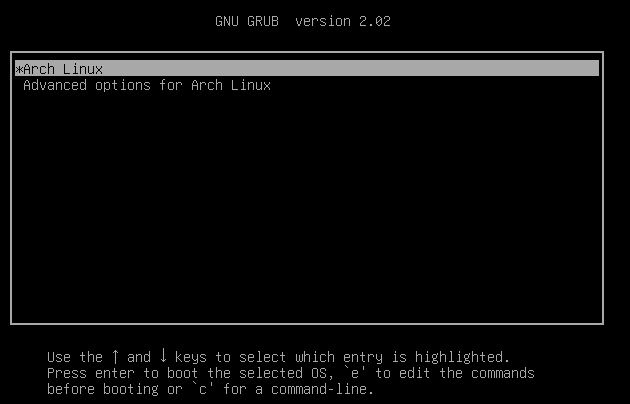 GNU GRUB  version 2.02
*Arch Linux
Advanced options for Arch Linux
Use the ↑ and ↓ keys to select which entry is highlighted.
Press enter to boot the selected OS, `e' to edit the commands
before booting or `c' for a command-line.